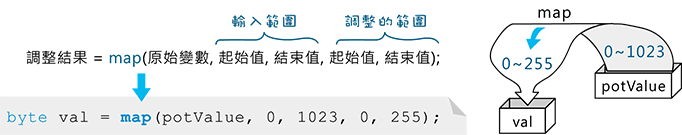 輸入範圍
調整的範圍
調整結果 = map(原始變數, 起始值, 結束值, 起始值, 結束值);
byte val = map(potValue, 0, 1023, 0, 255);
map
0~255
0~1023
potValue
val